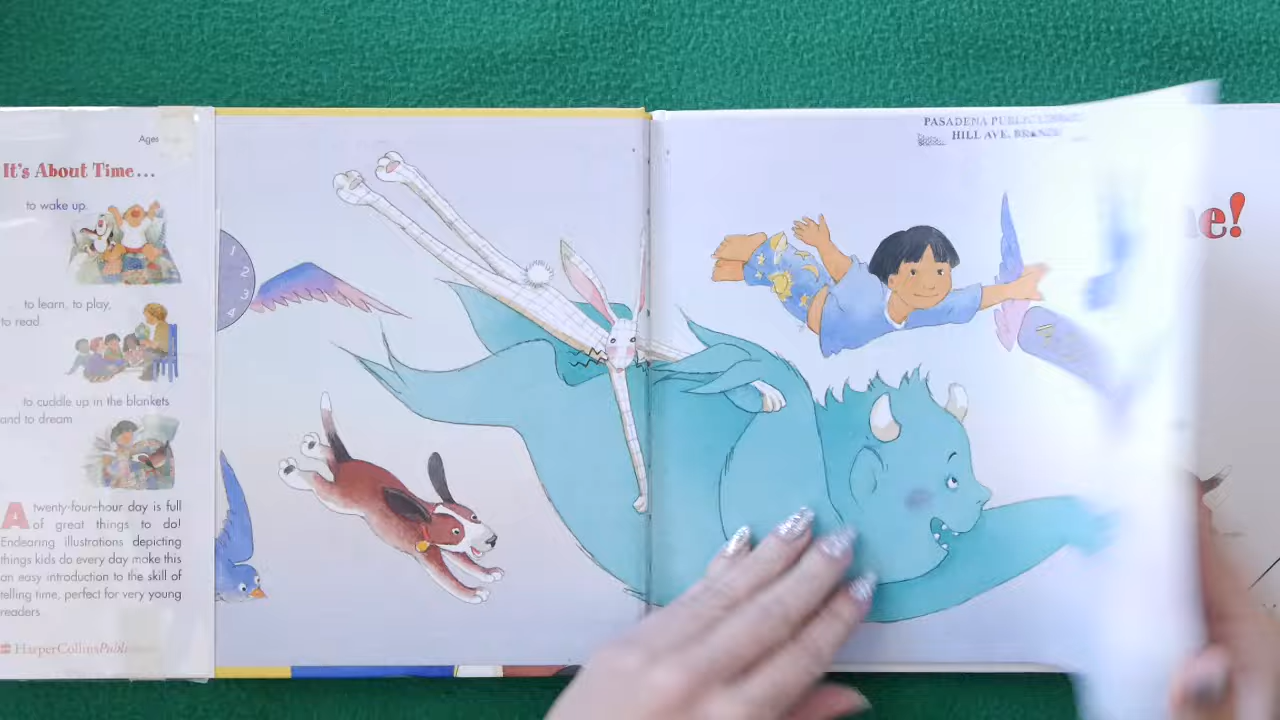 Ages
It's About Time...
to wake up.
... to learn, to play,
to read.
to cuddle up in the blankets
and to dream
A twenty-four-hour day is full
of great things to do!
Endearing illustrations depicting
things kids do every day make this
an easy introduction to the skill of
telling time, perfect for very young
readers.
HarperCollins
1
2
3
4
PASADENA PUBLIC LIBRARY
HILL AVE. BRANCH
e!